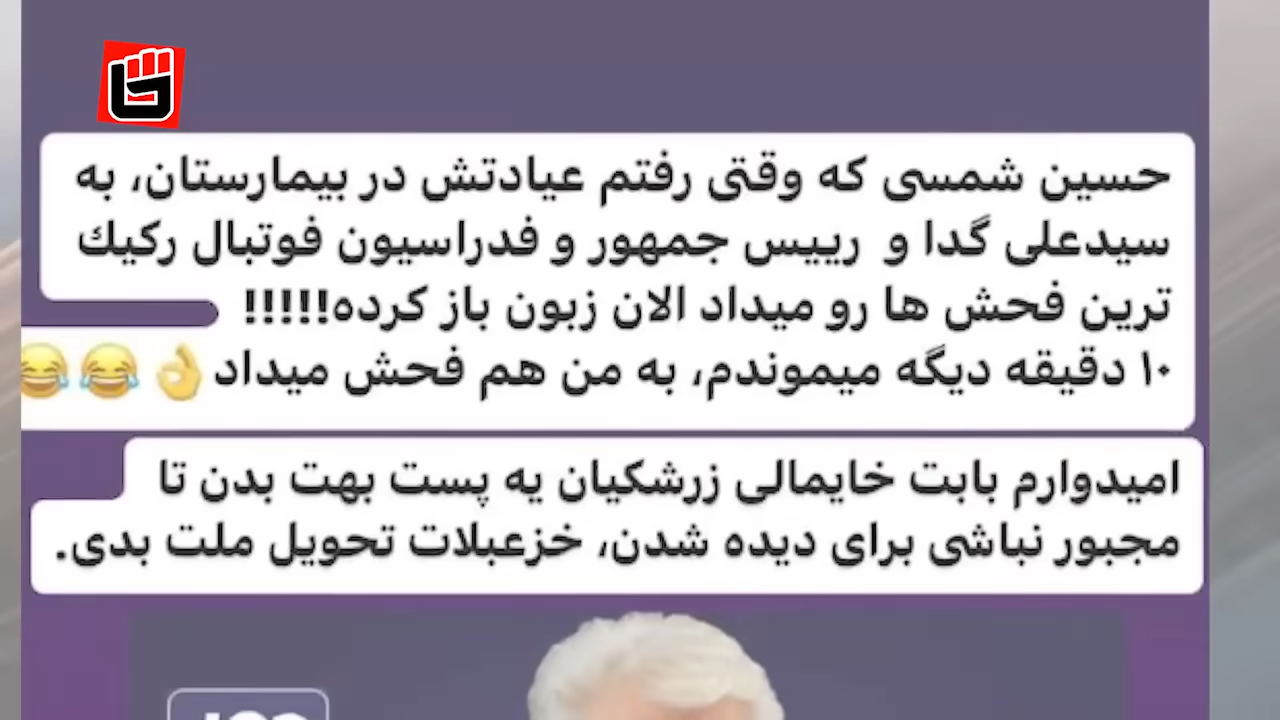 حسین شمسی که وقتی رفتم عیادتش در بیمارستان، به
سیدعلی گدا و رییس جمهور و فدراسیون فوتبال رکیك
ترین فحش ها رو میداد الان زبون باز کرده!!!!!
۱۰ دقیقه دیگه میموندم، به من هم فحش میداد👌😂😂
امیدوارم بابت خایمالی زرشکیان یه پست بهت بدن تا
مجبور نباشی برای دیده شدن، خزعبلات تحویل ملت بدی.